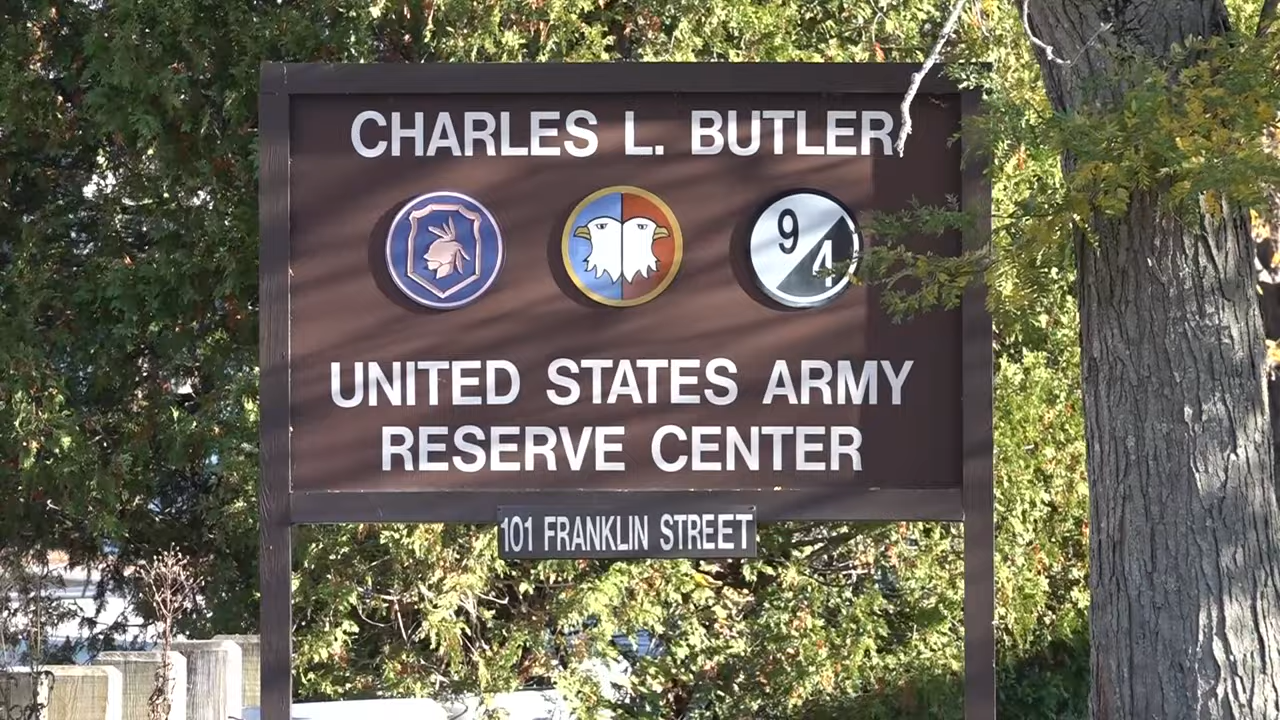 CHARLES L. BUTLER
9
4
UNITED STATES ARMY
RESERVE CENTER
101 FRANKLIN STREET